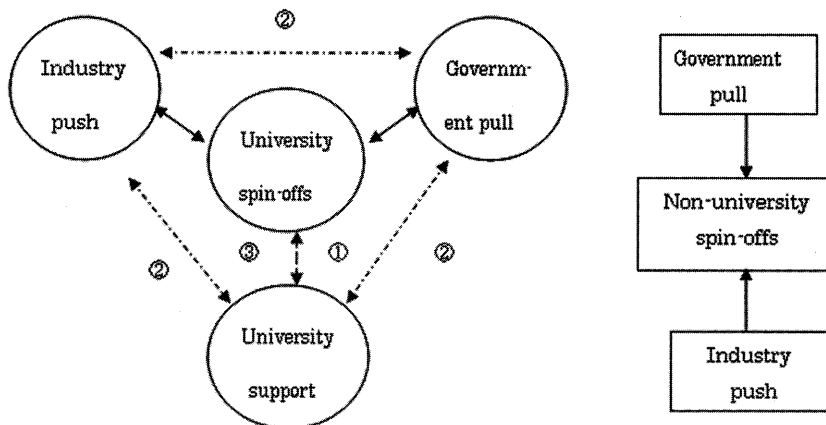 ②
Industry
push
Governm-
ent pull
University
spin-offs
③
①
②
②
University
support
Government
pull
Non-university
spin-offs
Industry
push